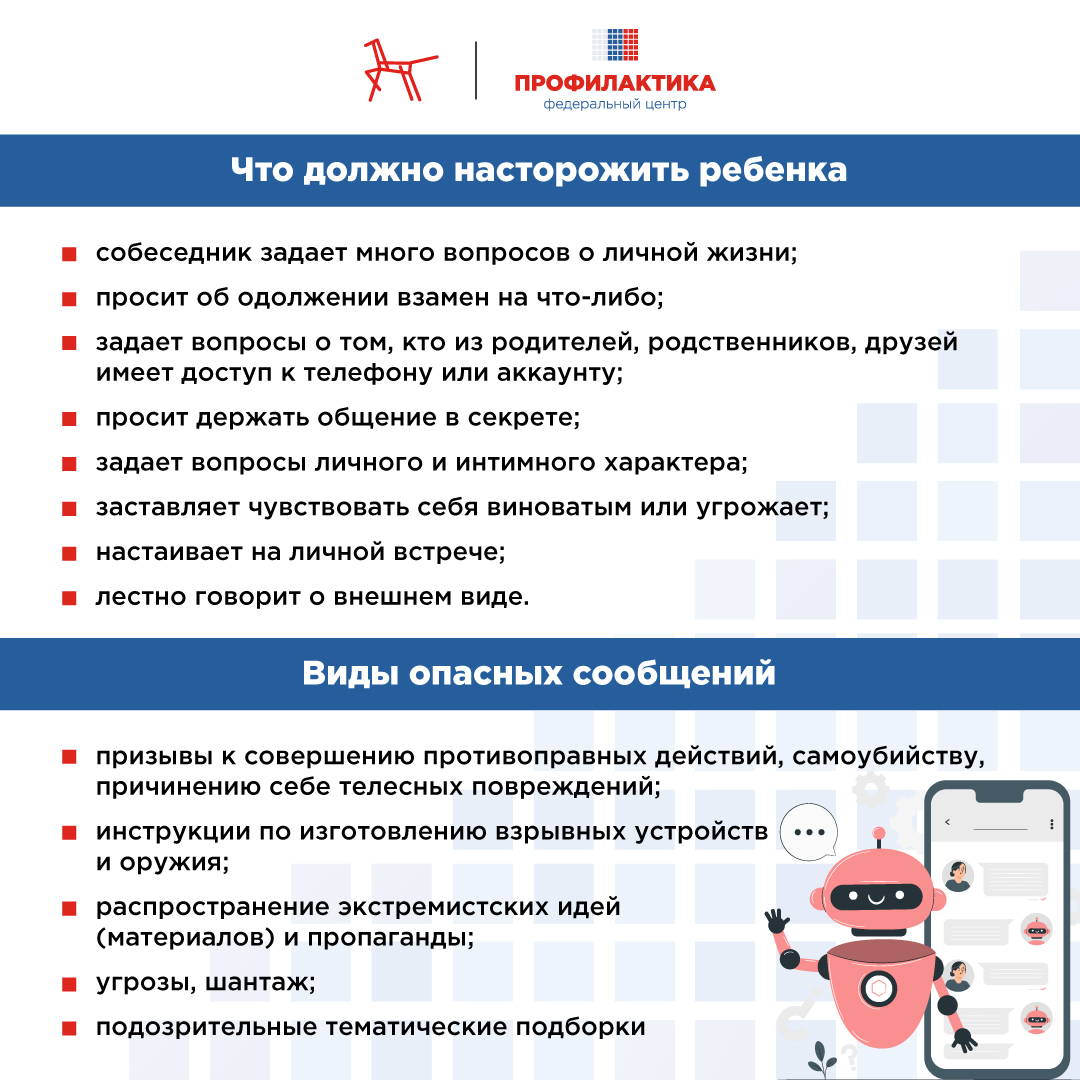 ПРОФИЛАКТИКА
федеральный центр
Что должно насторожить ребенка
собеседник задает много вопросов о личной жизни;
просит об одолжении взамен на что-либо;
задает вопросы о том, кто из родителей, родственников, друзей
имеет доступ к телефону или аккаунту;
просит держать общение в секрете;
задает вопросы личного и интимного характера;
заставляет чувствовать себя виноватым или угрожает;
настаивает на личной встрече;
лестно говорит о внешнем виде.
Виды опасных сообщений
призывы к совершению противоправных действий, самоубийству,
причинению себе телесных повреждений;
инструкции по изготовлению взрывных устройств
и оружия;
распространение экстремистских идей
(материалов) и пропаганды;
угрозы, шантаж;
подозрительные тематические подборки